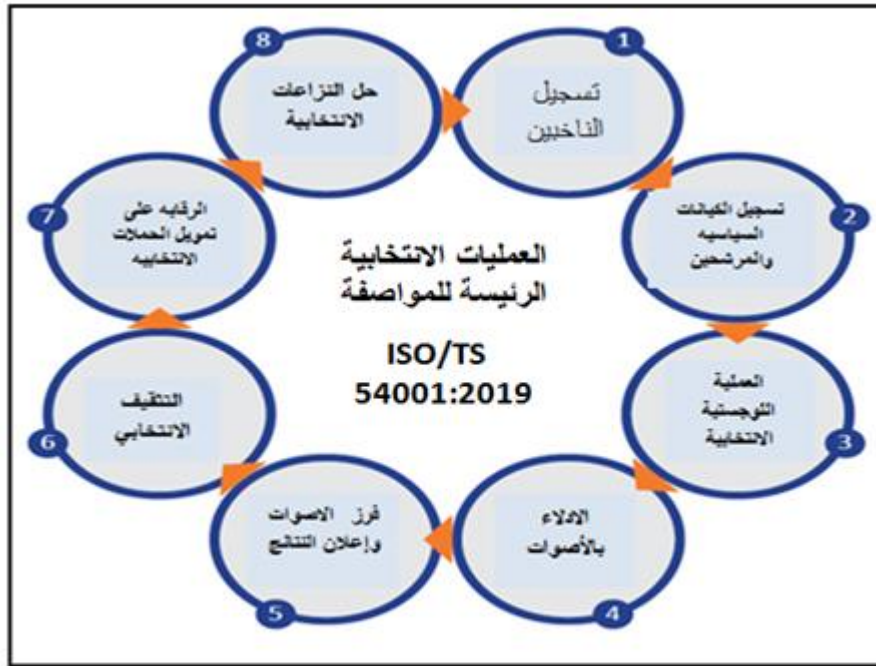 العمليات الانتخابية
الرئيسة للمواصفة
ISO/TS
54001:2019
1
تسجيل
الناخبين
2
تسجيل الكيانات
السياسيه
والمرشحين
3
العملية
اللوجستية
الانتخابية
4
الادلاء
بالأصوات
5
فرز الاصوات
وإعلان النتائج
6
التثقيف
الانتخابي
7
الرقابه على
تمويل الحملات
الانتخابيه
8
حل النزاعات
الانتخابية